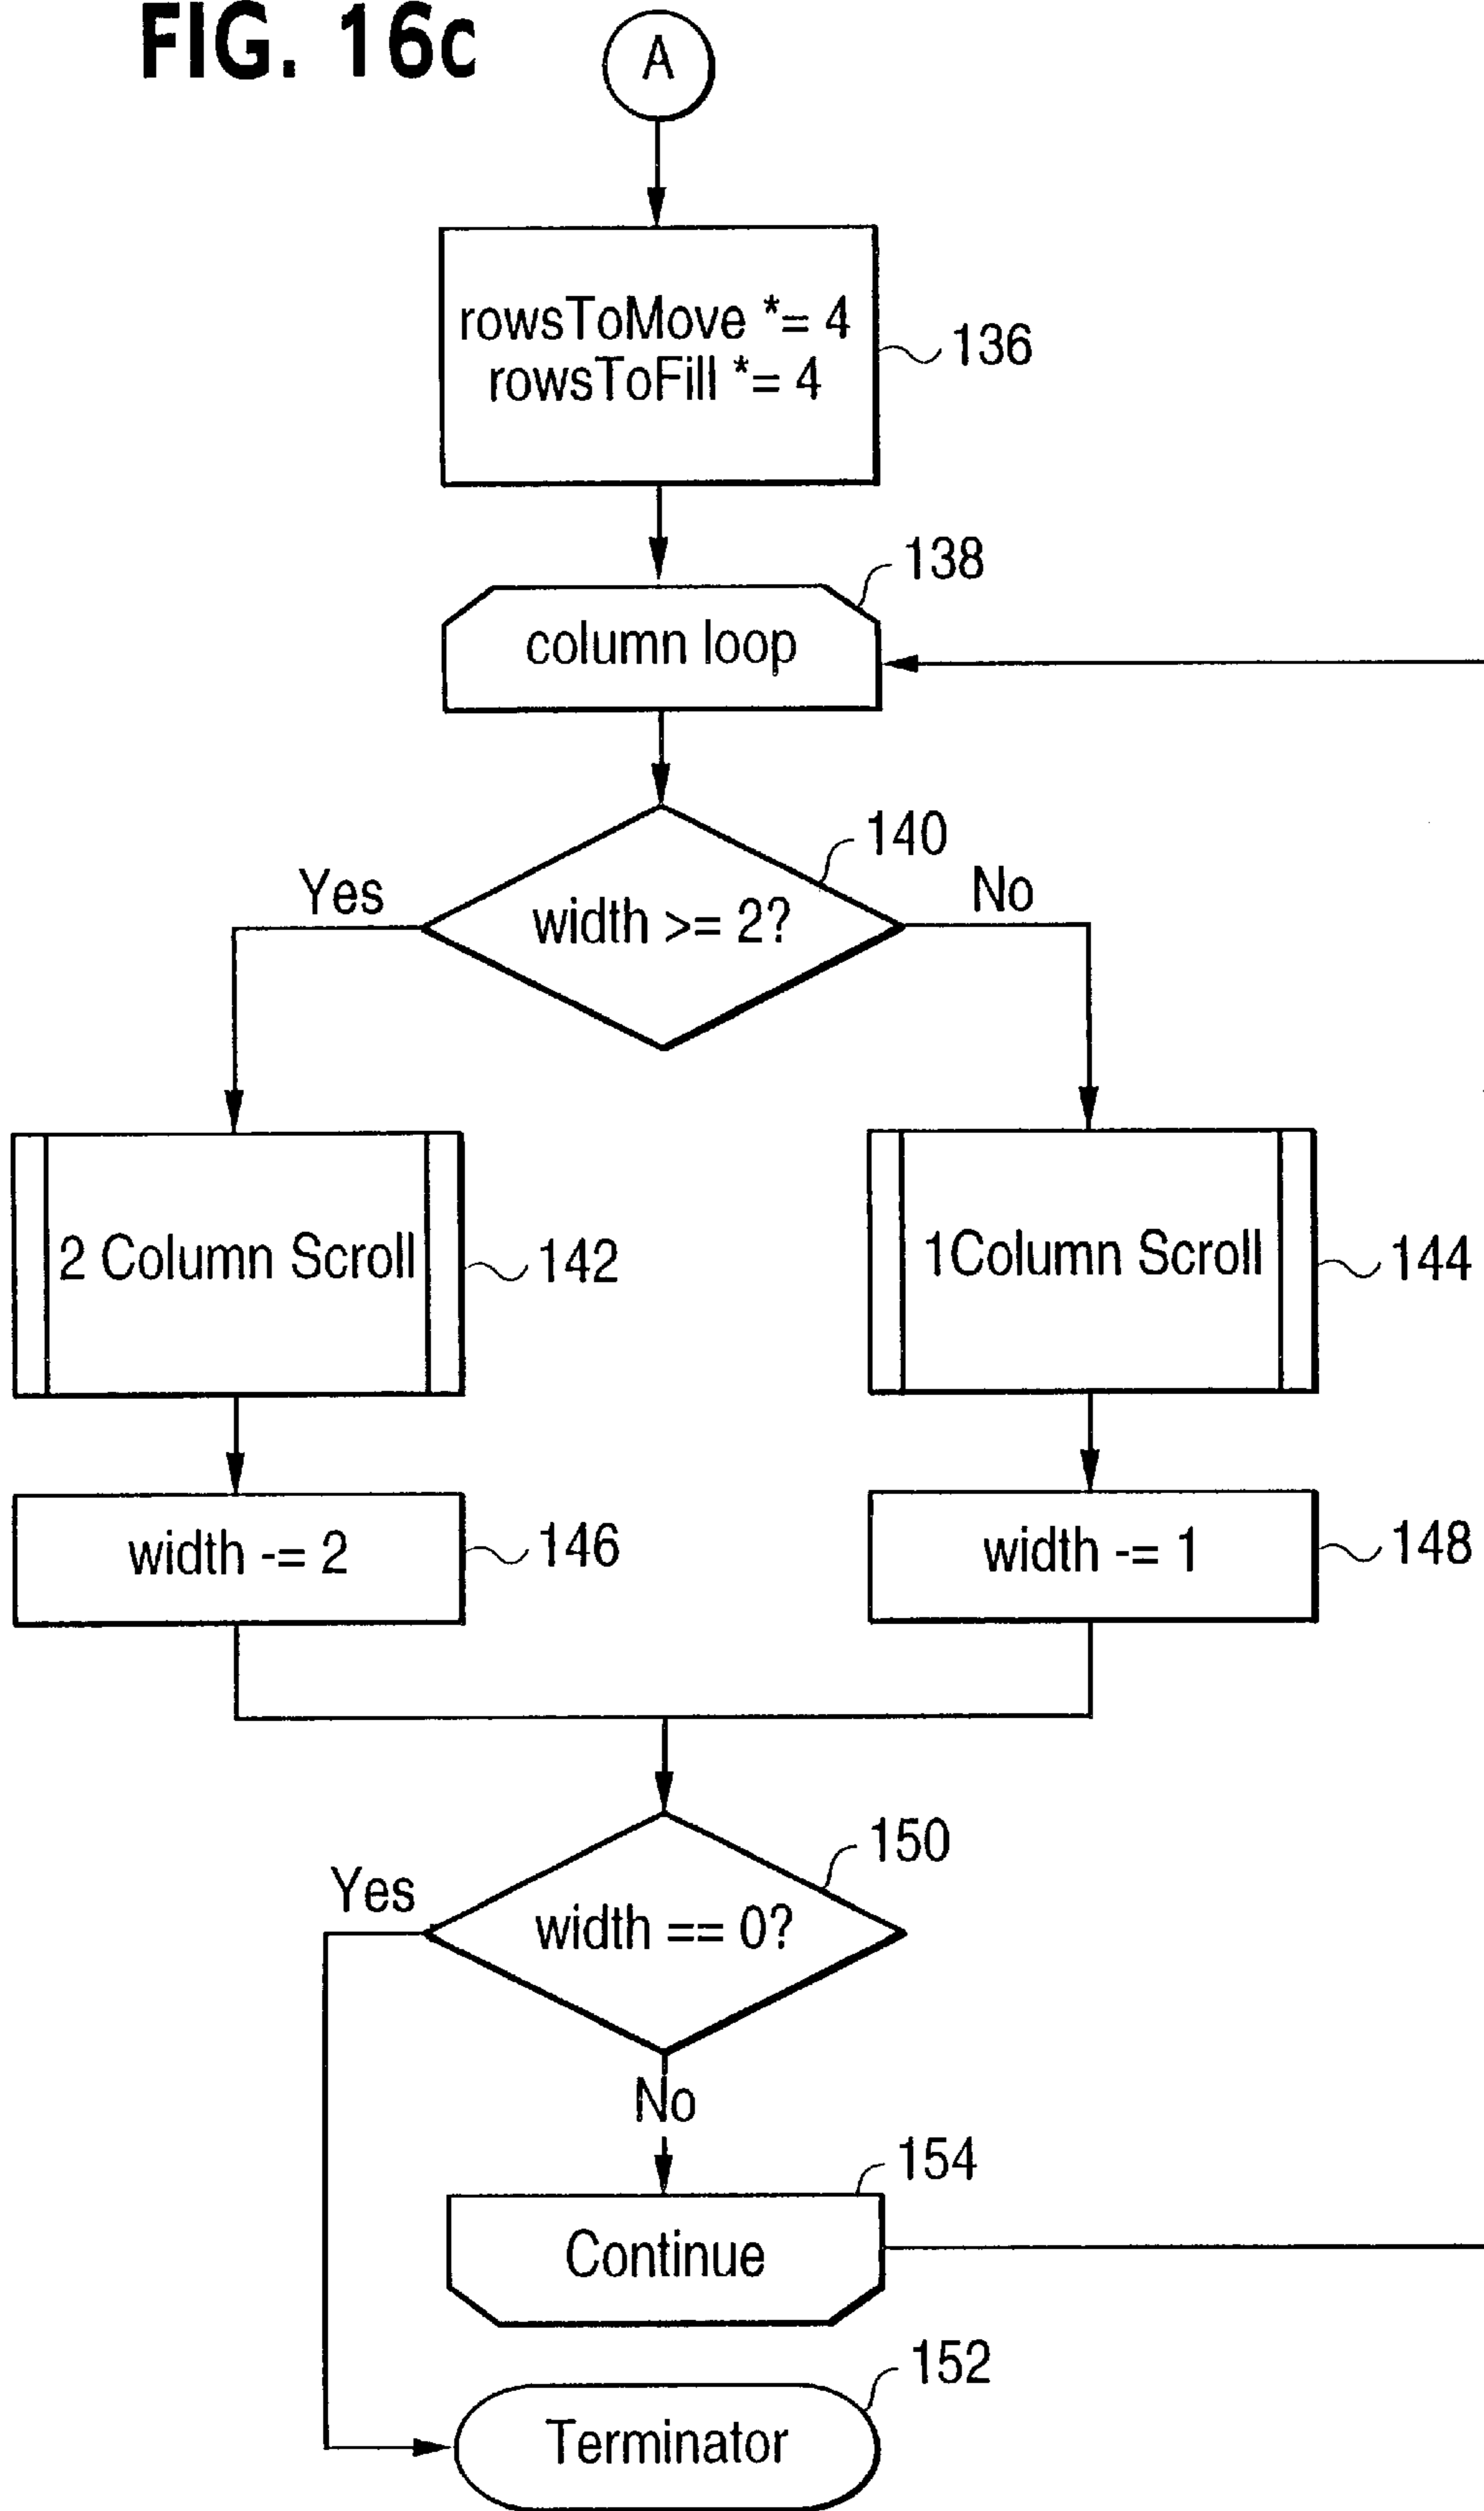 FIG. 16c
A
rowsToMove *= 4
rowsToFill *= 4
136
138
column loop
140
Yes
No
width >= 2?
2 Column Scroll
142
1Column Scroll
144
width -= 2
146
width -= 1
148
150
Yes
width == 0?
No
154
Continue
152
Terminator